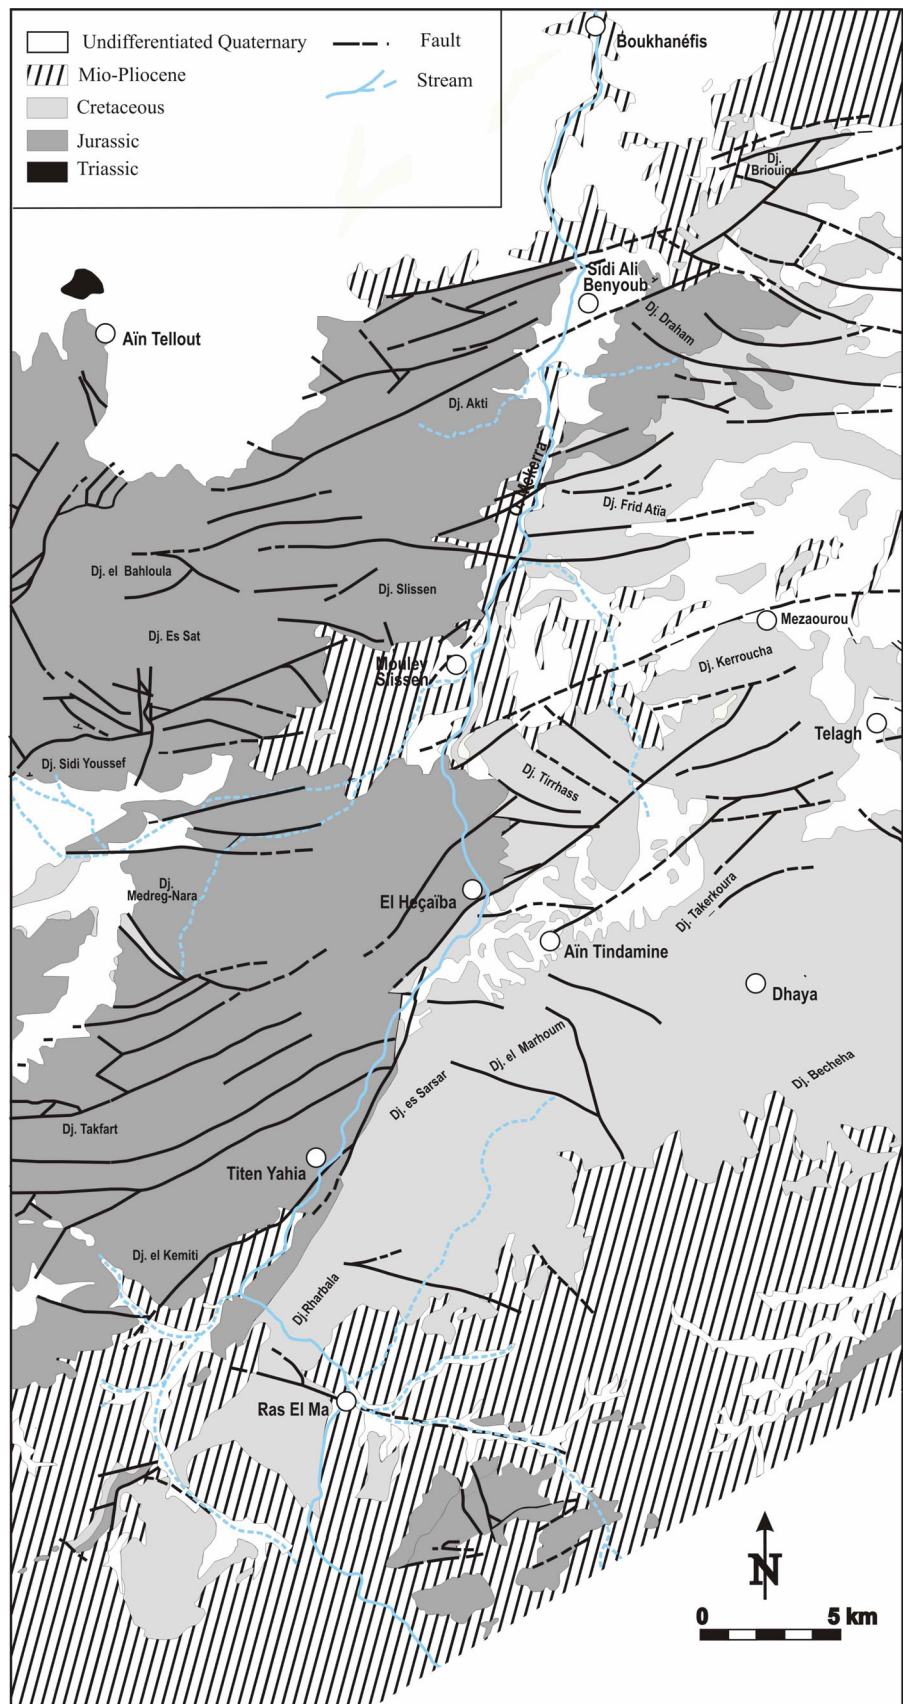 Undifferentiated Quaternary
Fault
Mio-Pliocene
Stream
Cretaceous
Jurassic
Triassic
Boukhanéfis
Dj.
Briouiga
Sidi Ali
Benyoub
Aïn Tellout
Dj. Draham
Dj. Akti
Mekerra
Dj. Frid Atïa
Dj. el Bahloula
Dj. Slissen
Dj. Es Sat
Mezaourou
Mouley
Slissen
Dj. Kerroucha
Telagh
Dj. Sidi Youssef
Dj. Tirrhass
Dj.
Medreg-Nara
El Heçaïba
Dj. Takerkoura
Aïn Tindamine
Dhaya
Dj. el Marhoum
Dj. es Sarsar
Dj. Becheha
Dj. Takfart
Titen Yahia
Dj. el Kemiti
Dj.Rharbala
Ras El Ma
N
0 5 km